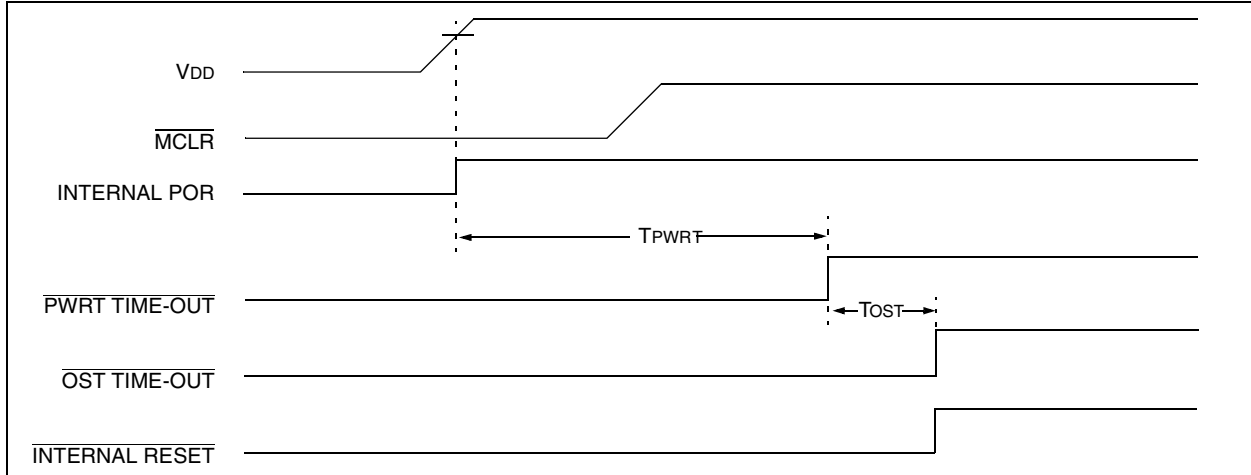 VDD
MCLR
INTERNAL POR
TPWRT
PWRT TIME-OUT
TOST
OST TIME-OUT
INTERNAL RESET